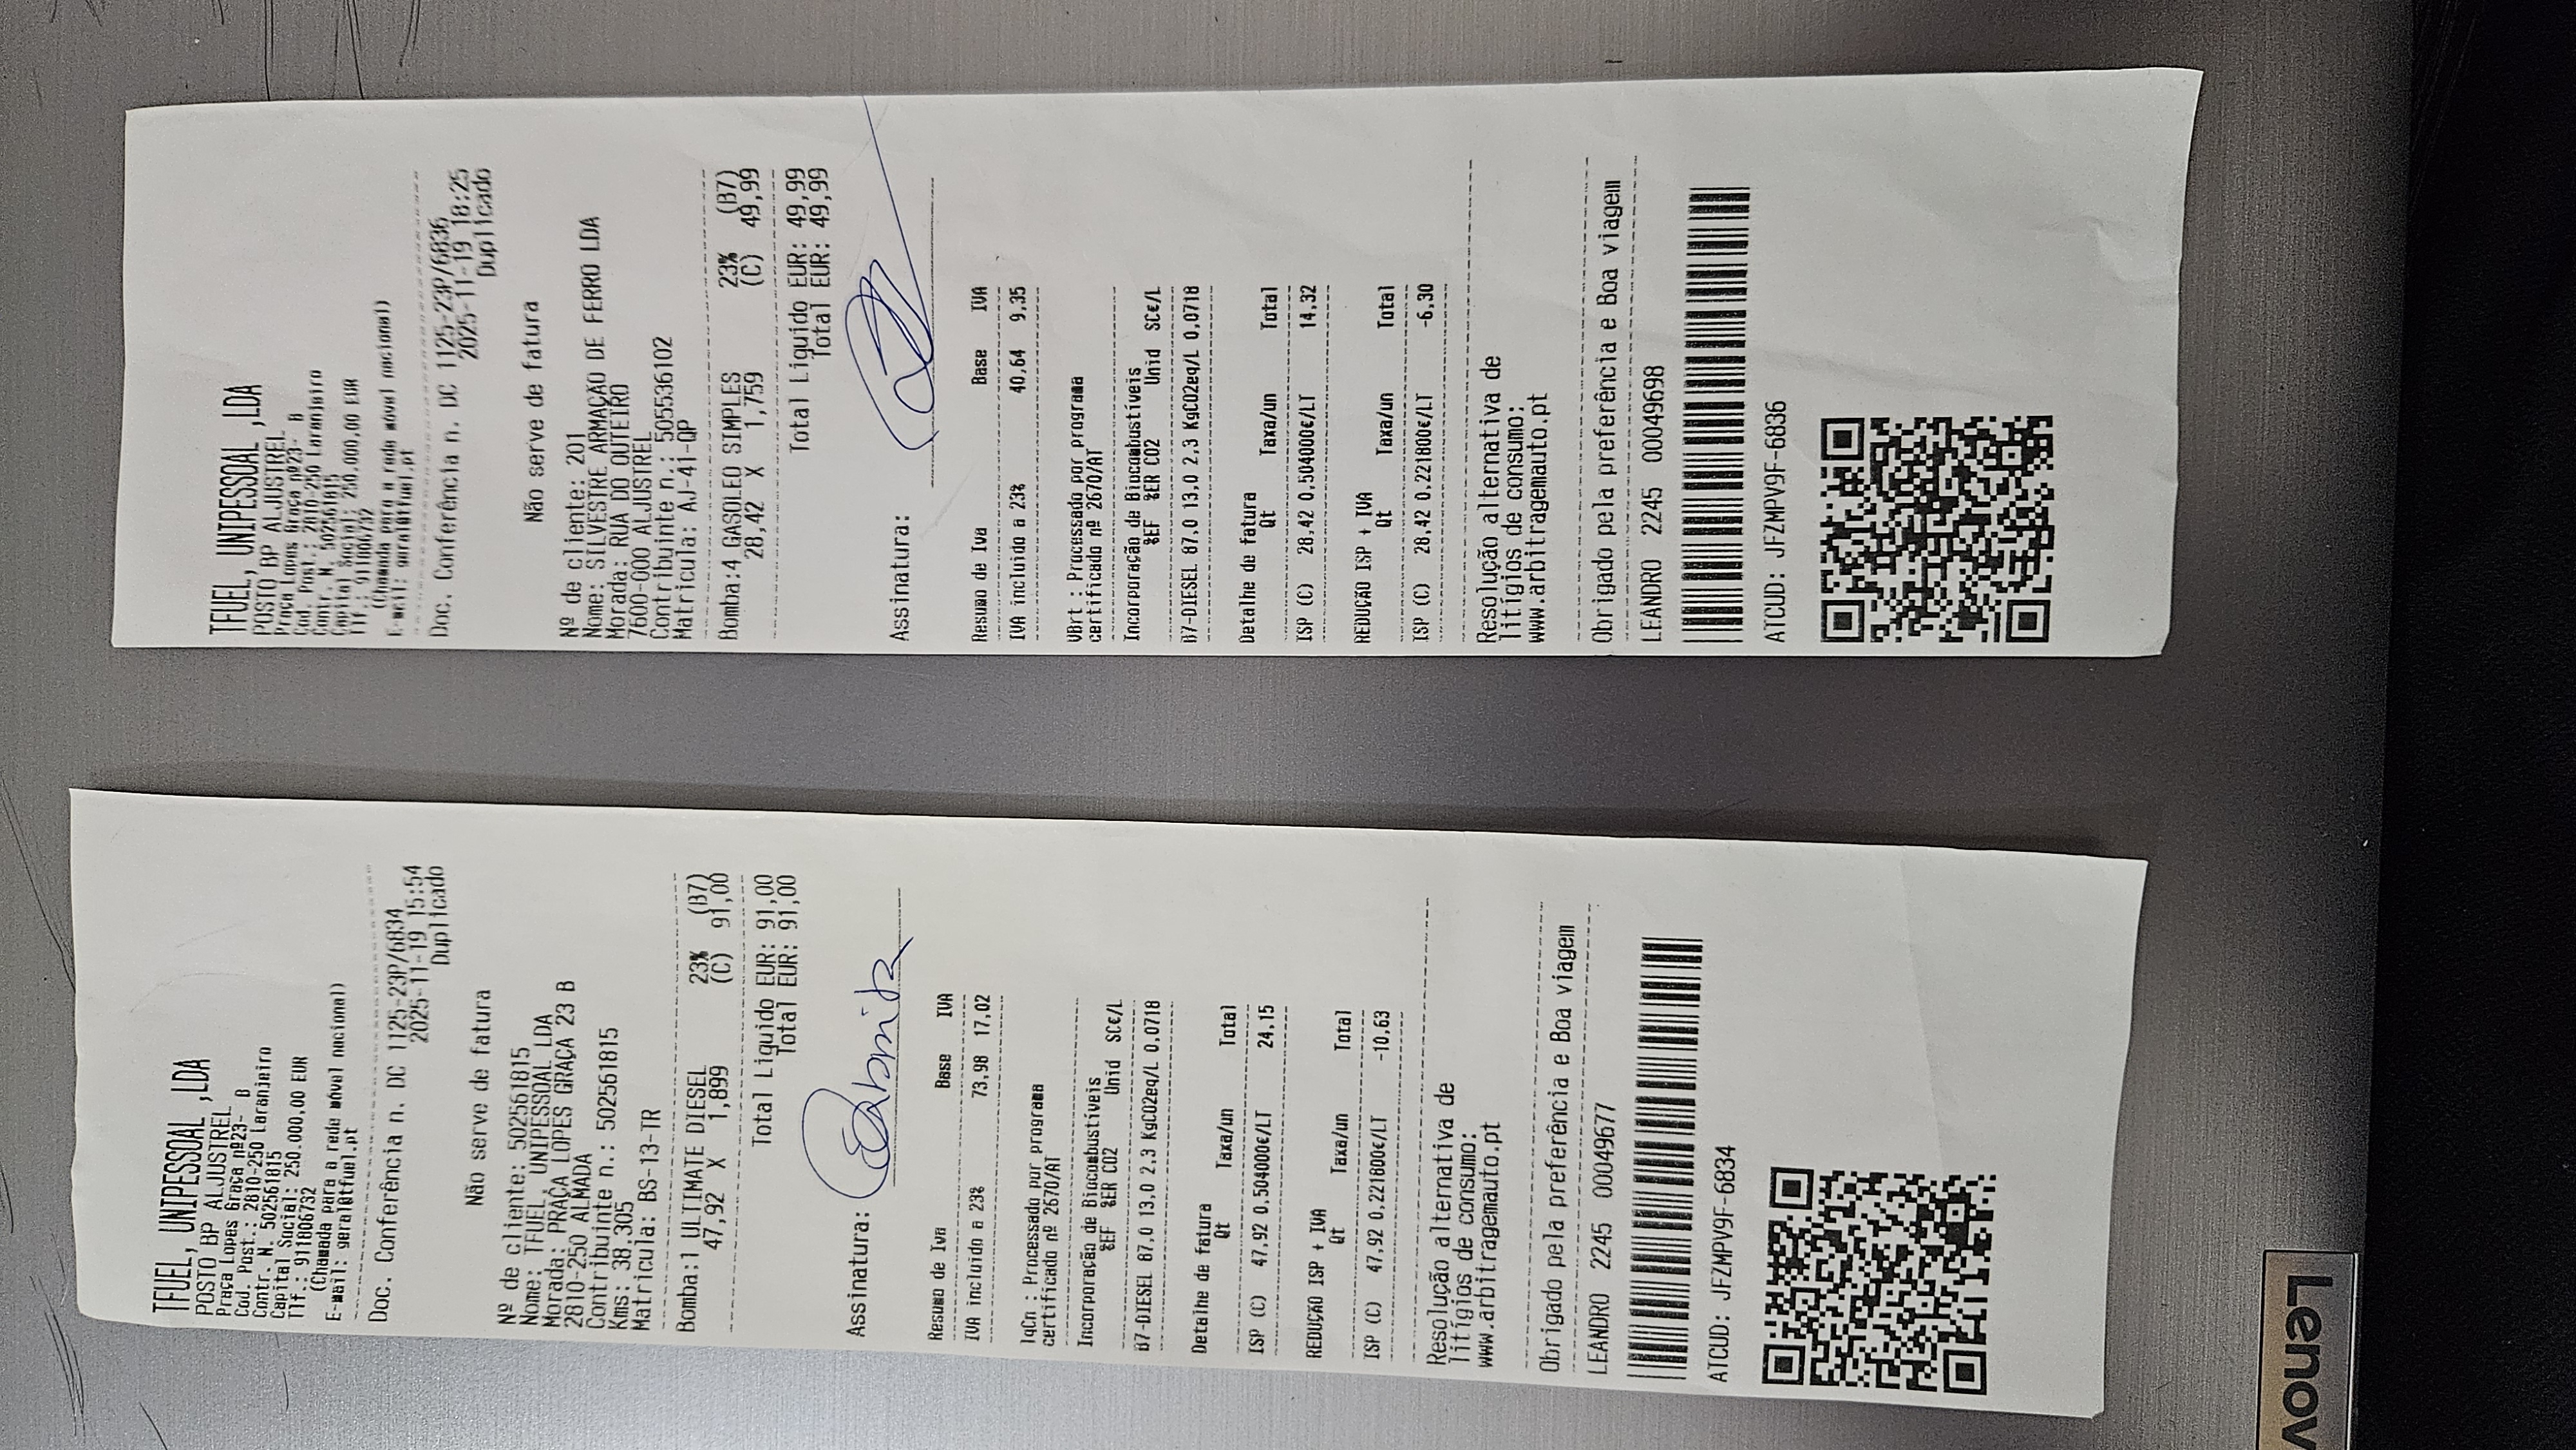 TFUEL, UNIPESSOAL ,LDA
POSTO BP AJUSTREL
Praça Lopes Graça nº23- B
Cod. Post.: 2810-250 Laranjeiro
Contr. N. 502561815
Capital Social: 250.000,00 EUR
Tlf.: 911806732
(Chamada para a rede móvel nacional)
E-mail: geral@tfuel.pt
Doc. Conferência n. DC 1125-23P/6836
2025-11-19 18:25
Duplicado
Não serve de fatura
Nº de cliente: 201
Nome: SILVESTRE ARMAÇÃO DE FERRO LDA
Morada: RUA DO OUTEIRO
7600-000 AJUSTREL
Contribuinte n.: 505536102
Matricula: AJ-41-QP
Bomba:4 GASOLEO SIMPLES 23% (B7)
28,42 X 1,759 (C) 49,99
Total Liquido EUR: 49,99
Total EUR: 49,99
Assinatura:
Resumo de Iva Base IVA
IVA incluido a 23% 40,64 9,35
VBrt : Processado por programa
certificado nº 2670/AT
Incorporação de Biocombustíveis
%EF %ER CO2 Unid SC€/L
B7-DIESEL 87,0 13,0 2,3 KgCO2eq/L 0,0718
Detalhe de fatura
Qt Taxa/un Total
ISP (C) 28,42 0,504000€/LT 14,32
REDUÇÃO ISP + IVA
Qt Taxa/un Total
ISP (C) 28,42 0,221800€/LT -6,30
Resolução alternativa de
litígios de consumo:
www.arbitragemauto.pt
Obrigado pela preferência e Boa viagem
LEANDRO 2245 00049698
ATCUD: JFZMPV9F-6836
TFUEL, UNIPESSOAL ,LDA
POSTO BP AJUSTREL
Praça Lopes Graça nº23- B
Cod. Post.: 2810-250 Laranjeiro
Contr. N. 502561815
Capital Social: 250.000,00 EUR
Tlf.: 911806732
(Chamada para a rede móvel nacional)
E-mail: geral@tfuel.pt
Doc. Conferência n. DC 1125-23P/6834
2025-11-19 15:54
Duplicado
Não serve de fatura
Nº de cliente: 502561815
Nome: TFUEL, UNIPESSOAL LDA
Morada: PRAÇA LOPES GRAÇA 23 B
2810-250 ALMADA
Contribuinte n.: 502561815
Kms: 38,305
Matricula: BS-13-TR
Bomba:1 ULTIMATE DIESEL 23% (B7)
47,92 X 1,899 (C) 91,00
Total Liquido EUR: 91,00
Total EUR: 91,00
Assinatura:
Resumo de Iva Base IVA
IVA incluido a 23% 73,98 17,02
1qCn : Processado por programa
certificado nº 2670/AT
Incorporação de Biocombustíveis
%EF %ER CO2 Unid SC€/L
B7-DIESEL 87,0 13,0 2,3 KgCO2eq/L 0,0718
Detalhe de fatura
Qt Taxa/un Total
ISP (C) 47,92 0,504000€/LT 24,15
REDUÇÃO ISP + IVA
Qt Taxa/un Total
ISP (C) 47,92 0,221800€/LT -10,63
Resolução alternativa de
litígios de consumo:
www.arbitragemauto.pt
Obrigado pela preferência e Boa viagem
LEANDRO 2245 00049677
ATCUD: JFZMPV9F-6834
Lenov